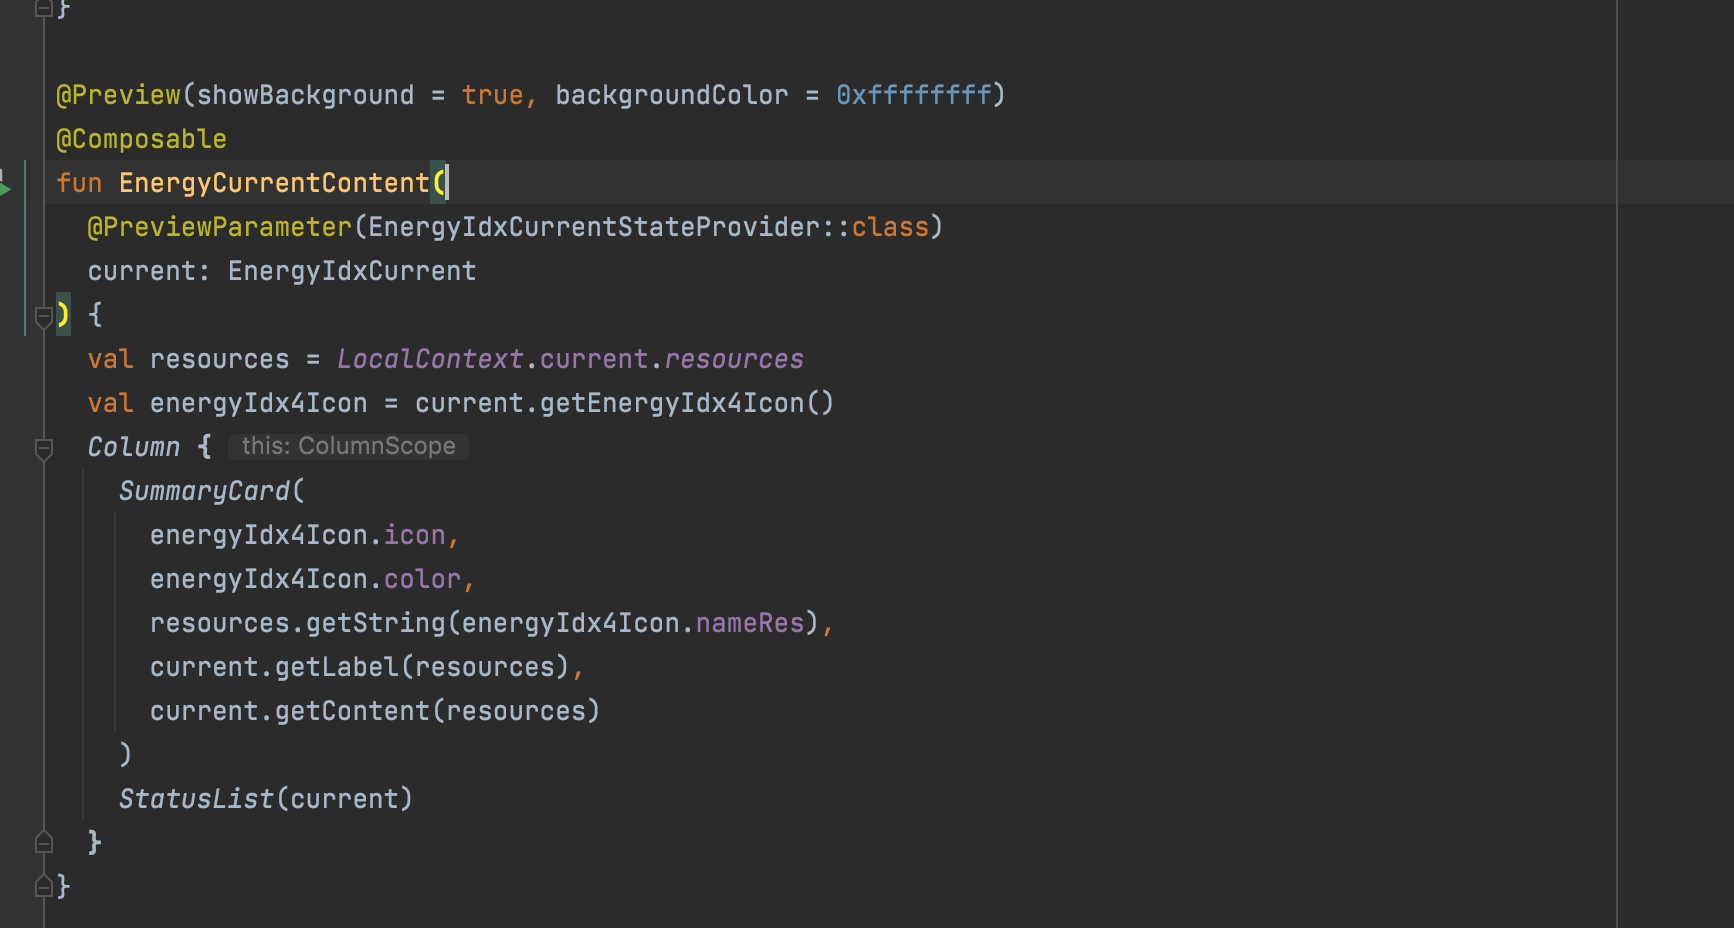 }
@Preview(showBackground = true, backgroundColor = 0xffffffff)
@Composable
fun EnergyCurrentContent(
@PreviewParameter(EnergyIdxCurrentStateProvider::class)
current: EnergyIdxCurrent
) {
val resources = LocalContext.current.resources
val energyIdx4Icon = current.getEnergyIdx4Icon()
Column { this: ColumnScope
SummaryCard(
energyIdx4Icon.icon,
energyIdx4Icon.color,
resources.getString(energyIdx4Icon.nameRes),
current.getLabel(resources),
current.getContent(resources)
)
StatusList(current)
}
}